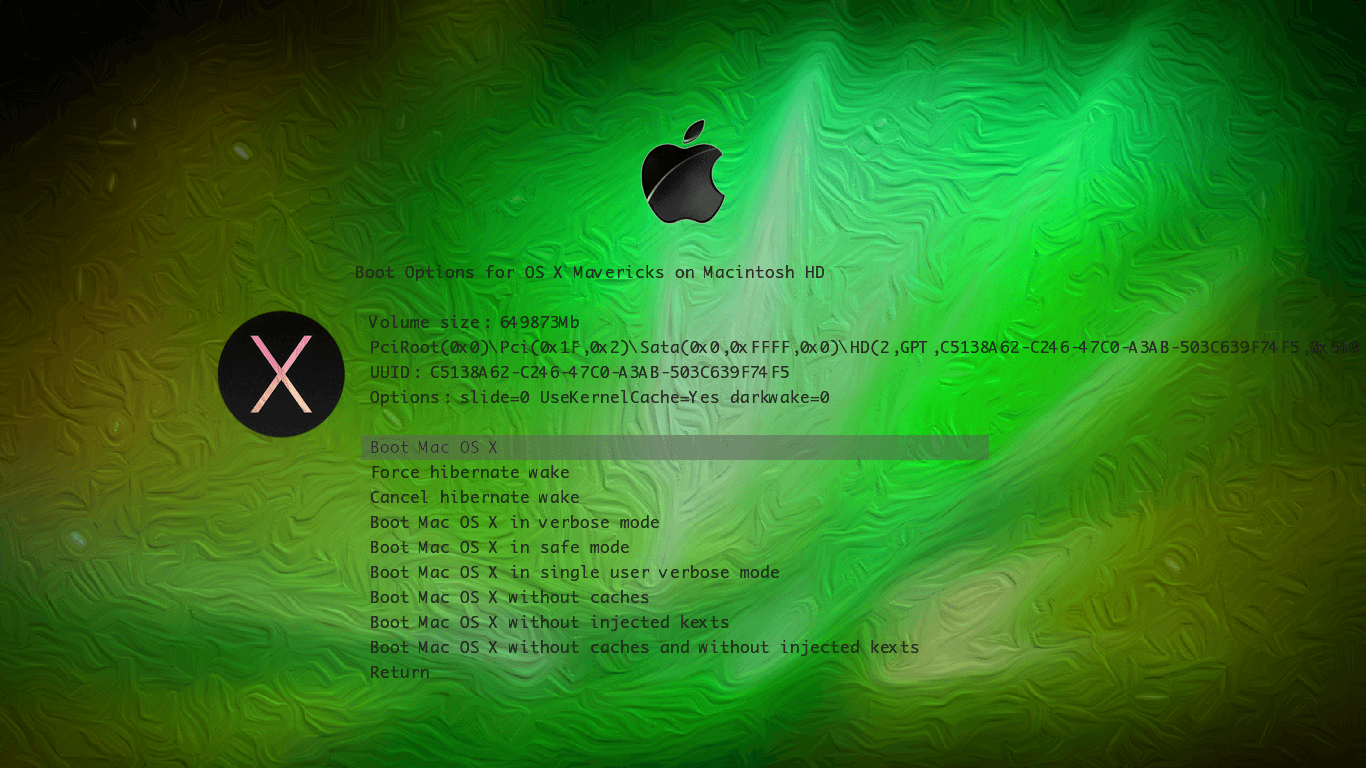 Boot Options for OS X Mavericks on Macintosh HD
Volume size: 649873Mb
PciRoot(0x0)\Pci(0x1F,0x2)\Sata(0x0,0xFFFF,0x0)\HD(2,GPT,C5138A62-C246-47C0-A3AB-503C639F74F5,
UUID: C5138A62-C246-47C0-A3AB-503C639F74F5
Options: slide=0 UseKernelCache=Yes darkwake=0
X
Boot Mac OS X
Force hibernate wake
Cancel hibernate wake
Boot Mac OS X in verbose mode
Boot Mac OS X in safe mode
Boot Mac OS X in single user verbose mode
Boot Mac OS X without caches
Boot Mac OS X without injected kexts
Boot Mac OS X without caches and without injected kexts
Return